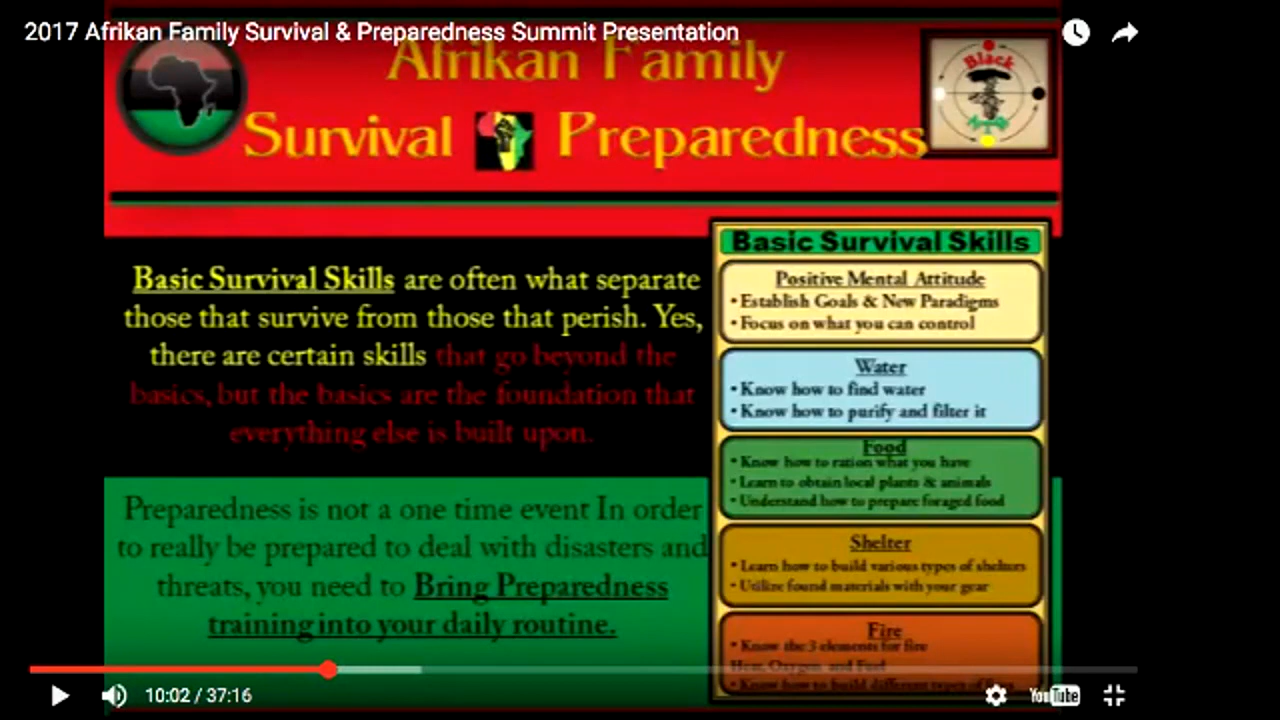 2017 Afrikan Family Survival & Preparedness Summit Presentation
Afrikan Family
Survival Preparedness
Black
Basic Survival Skills are often what separate
those that survive from those that perish. Yes,
there are certain skills that go beyond the
basics, but the basics are the foundation that
everything else is built upon.
Preparedness is not a one time event In order
to really be prepared to deal with disasters and
threats, you need to Bring Preparedness
training into your daily routine.
Basic Survival Skills
Positive Mental Attitude
• Establish Goals & New Paradigms
• Focus on what you can control
Water
• Know how to find water
• Know how to purify and filter it
Food
• Know how to ration what you have
• Learn to obtain local plants & animals
• Understand how to prepare foraged food
Shelter
• Learn how to build various types of shelters
• Utilize found materials with your gear
Fire
• Know the 3 elements for fire
Heat, Oxygen, and Fuel
• Know how to build different types of fires
10:02 / 37:16
YouTube